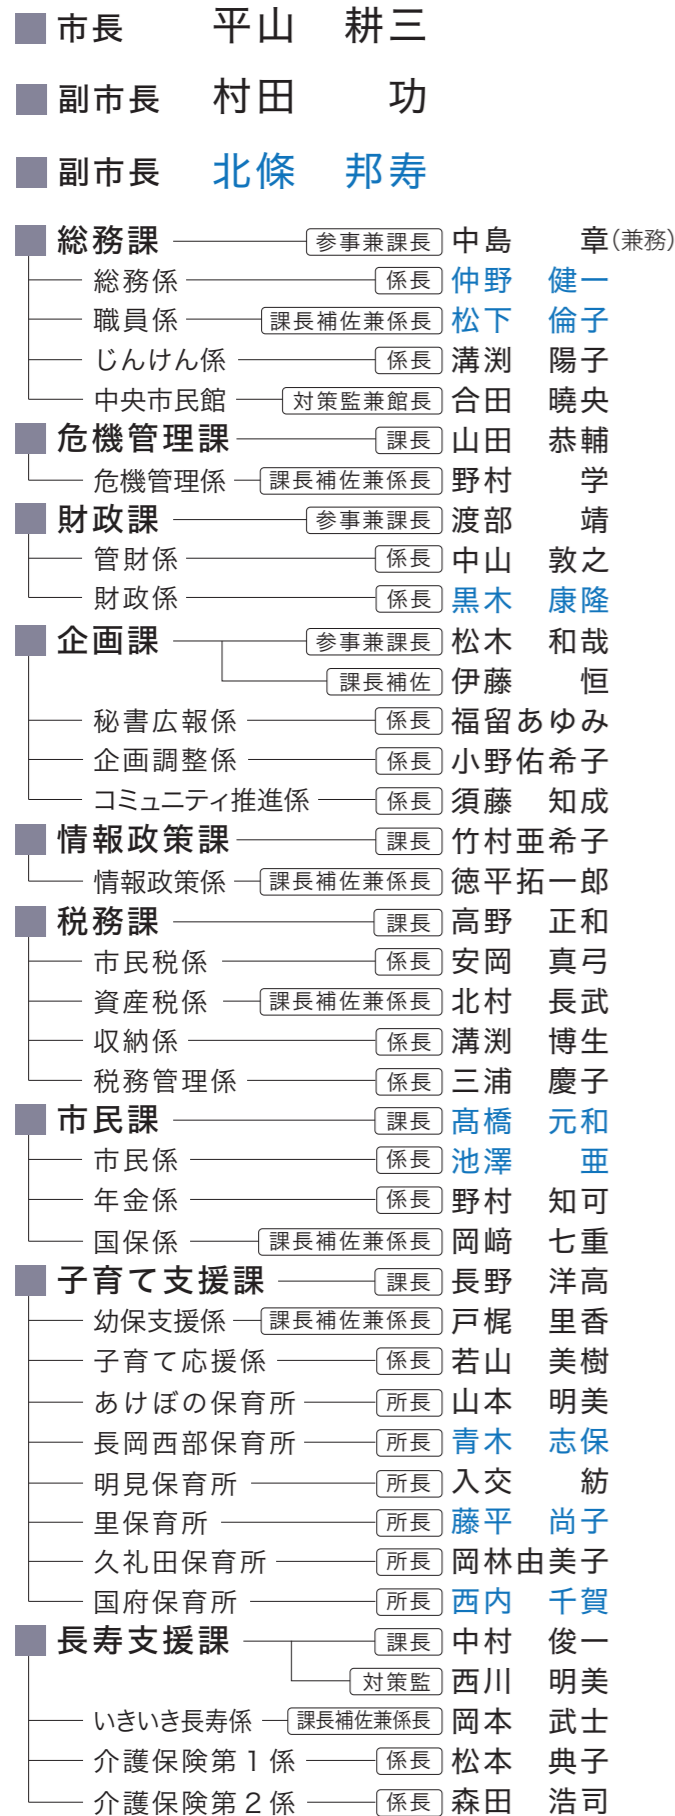 市長 平山 耕三
副市長 村田 功
副市長 北條 邦寿
総務課 参事兼課長 中島 章(兼務)
総務係 係長 仲野 健一
職員係 課長補佐兼係長 松下 倫子
じんけん係 係長 溝渕 陽子
中央市民館 対策監兼館長 合田 曉央
危機管理課 課長 山田 恭輔
危機管理係 課長補佐兼係長 野村 学
財政課 参事兼課長 渡部 靖
管財係 係長 中山 敦之
財政係 係長 黒木 康隆
企画課 参事兼課長 松木 和哉
課長補佐 伊藤 恒
秘書広報係 係長 福留あゆみ
企画調整係 係長 小野佑希子
コミュニティ推進係 係長 須藤 知成
情報政策課 課長 竹村亜希子
情報政策係 課長補佐兼係長 徳平拓一郎
税務課 課長 高野 正和
市民税係 係長 安岡 真弓
資産税係 課長補佐兼係長 北村 長武
収納係 係長 溝渕 博生
税務管理係 係長 三浦 慶子
市民課 課長 髙橋 元和
市民係 係長 池澤 亜
年金係 係長 野村 知可
国保係 課長補佐兼係長 岡﨑 七重
子育て支援課 課長 長野 洋高
幼保支援係 課長補佐兼係長 戸梶 里香
子育て応援係 係長 若山 美樹
あけぼの保育所 所長 山本 明美
長岡西部保育所 所長 青木 志保
明見保育所 所長 入交 紡
里保育所 所長 藤平 尚子
久礼田保育所 所長 岡林由美子
国府保育所 所長 西内 千賀
長寿支援課 課長 中村 俊一
対策監 西川 明美
いきいき長寿係 課長補佐兼係長 岡本 武士
介護保険第1係 係長 松本 典子
介護保険第2係 係長 森田 浩司